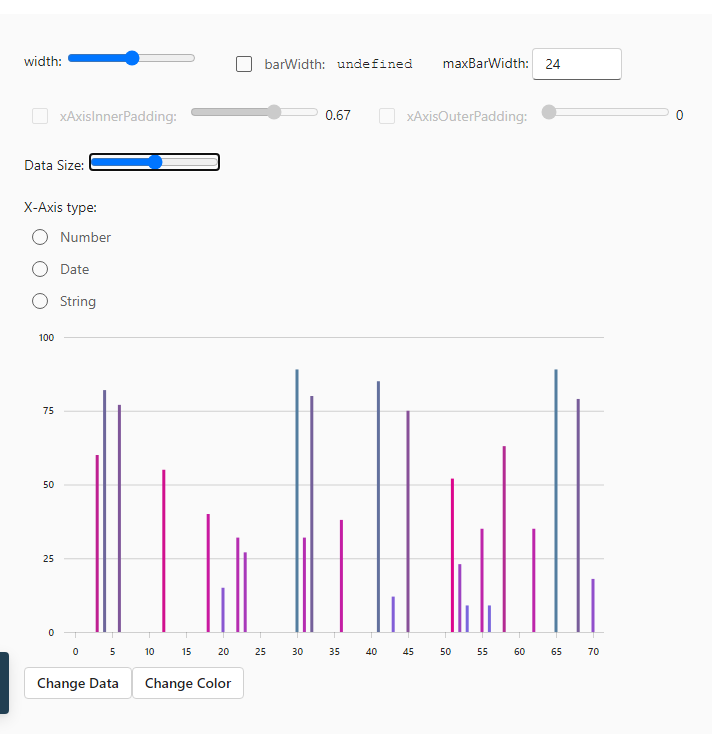 width: barWidth: undefined maxBarWidth: 24
xAxisInnerPadding: 0.67 xAxisOuterPadding: 0
Data Size:
X-Axis type:
Number
Date
String
100
75
50
25
0
0 5 10 15 20 25 30 35 40 45 50 55 60 65 70
Change Data Change Color